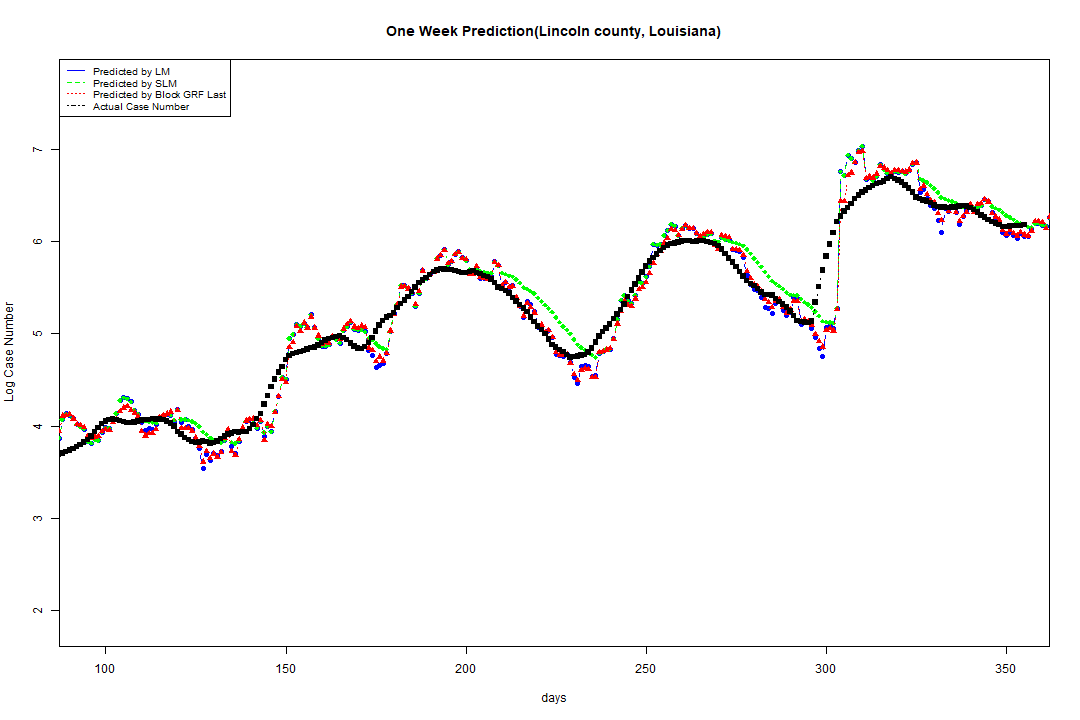 One Week Prediction(Lincoln county, Louisiana)
Predicted by LM
Predicted by SLM
Predicted by Block GRF Last
Actual Case Number
7
6
5
4
3
2
Log Case Number
100 150 200 250 300 350
days